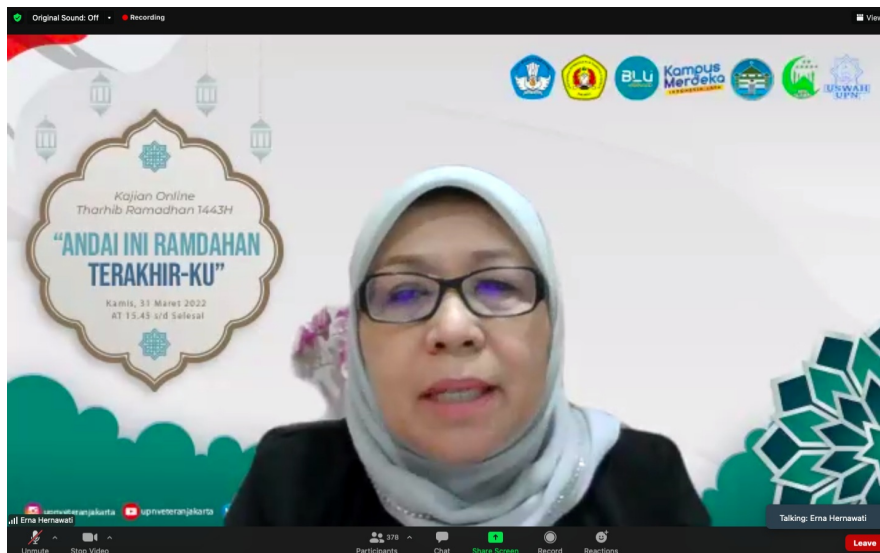 Original Sound: Off
Recording
View
BLU
Kampus
Merdeka
INDONESIA JAYA
USWAH
UPN
Kajian Online
Tharhib Ramadhan 1443H
"ANDAI INI RAMDAHAN
TERAKHIR-KU"
Kamis, 31 Maret 2022
AT 15.45 s/d Selesai
upnveteranjakarta
upnveteranjakarta
Erna Hernawati
Talking: Erna Hernawati
Unmute
Stop Video
376
Participants
Chat
Share Screen
Record
Reactions
Leave